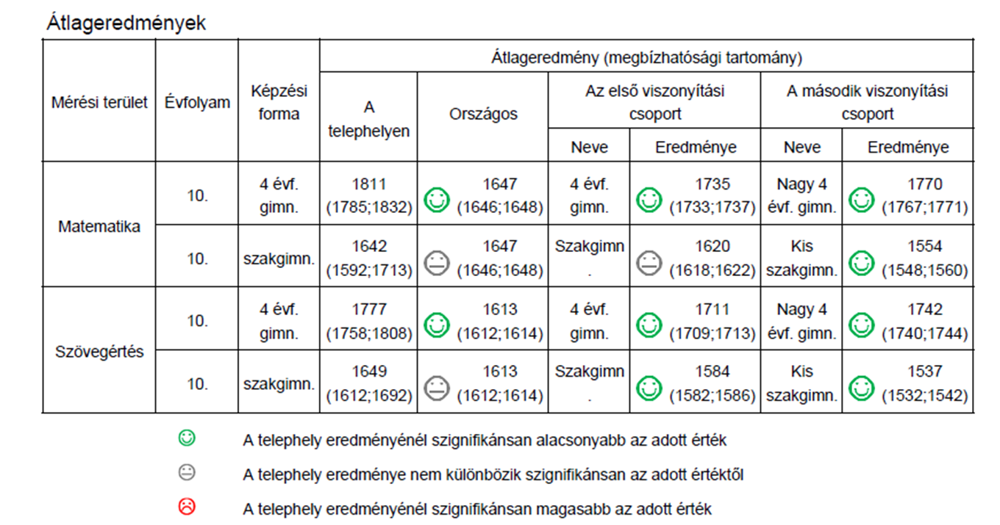 Átlageredmények
Átlageredmény (megbízhatósági tartomány)
Mérési terület
Évfolyam
Képzési
forma
A
telephelyen
Országos
Az első viszonyítási
csoport
A második viszonyítási
csoport
Neve
Eredménye
Neve
Eredménye
Matematika
10.
4 évf.
gimn.
1811
(1785;1832)
1647
(1646;1648)
4 évf.
gimn.
1735
(1733;1737)
Nagy 4
évf. gimn.
1770
(1767;1771)
10.
szakgimn.
1642
(1592;1713)
1647
(1646;1648)
Szakgimn
.
1620
(1618;1622)
Kis
szakgimn.
1554
(1548;1560)
Szövegértés
10.
4 évf.
gimn.
1777
(1758;1808)
1613
(1612;1614)
4 évf.
gimn.
1711
(1709;1713)
Nagy 4
évf. gimn.
1742
(1740;1744)
10.
szakgimn.
1649
(1612;1692)
1613
(1612;1614)
Szakgimn
.
1584
(1582;1586)
Kis
szakgimn.
1537
(1532;1542)
A telephely eredményénél szignifikánsan alacsonyabb az adott érték
A telephely eredménye nem különbözik szignifikánsan az adott értéktől
A telephely eredményénél szignifikánsan magasabb az adott érték